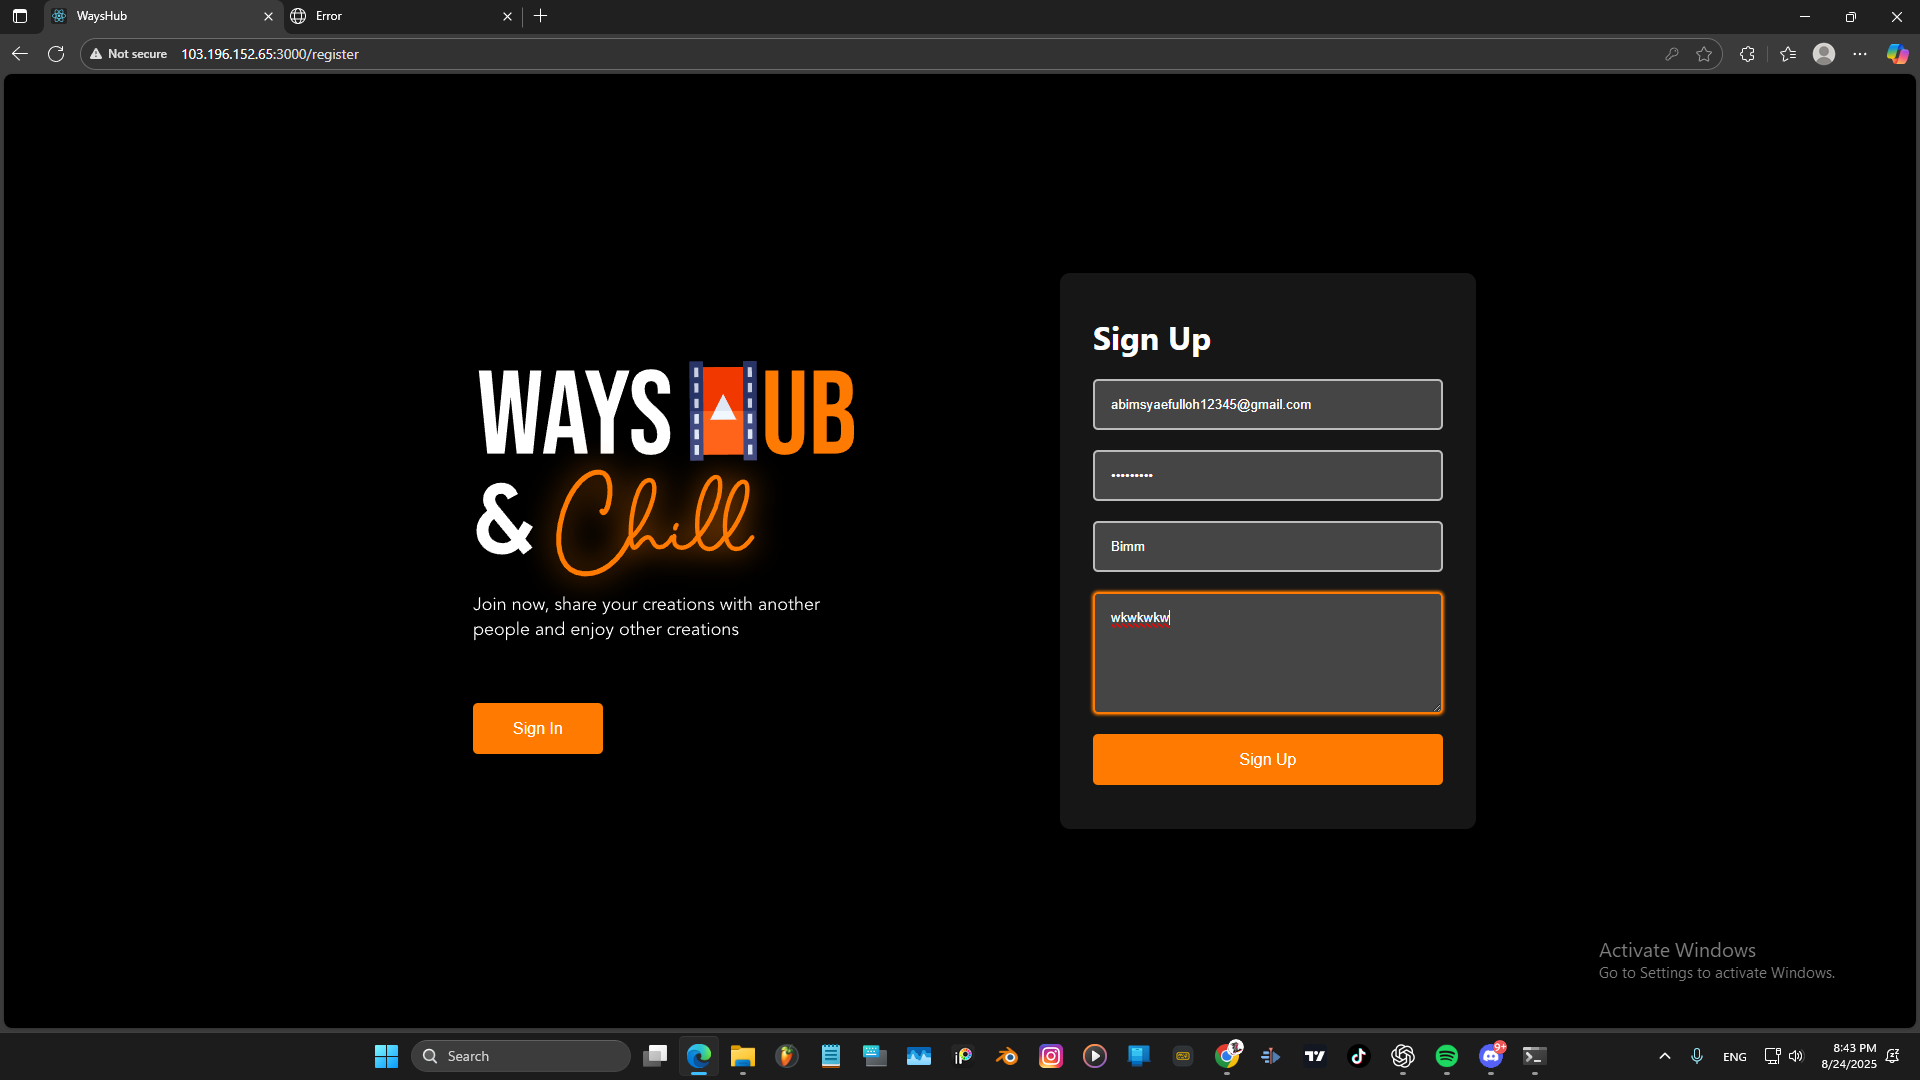 WaysHub
Error
Not secure
103.196.152.65:3000/register
WAYS HUB
& Chill
Join now, share your creations with another
people and enjoy other creations
Sign In
Sign Up
abimsyaefulloh12345@gmail.com
•••••••••
Bimm
wkwkwkw
Sign Up
Activate Windows
Go to Settings to activate Windows.
Search
9+
ENG
8:43 PM
8/24/2025